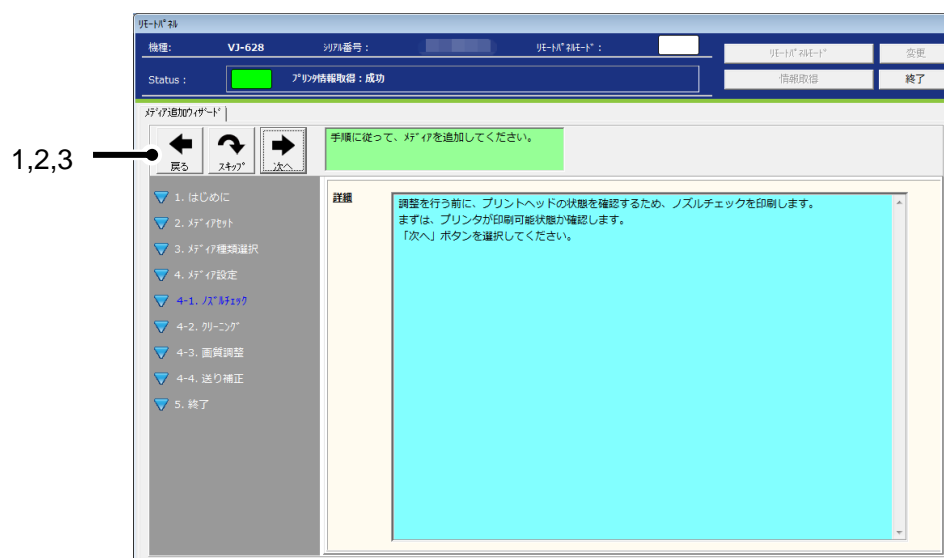 リモートパネル
機種: VJ-628 シリアル番号: リモートパネルモード:
リモートパネルモード 変更
Status: プリンタ情報取得:成功
情報取得 終了
メディア追加ウィザード
1,2,3
戻る スキップ 次へ
手順に従って、メディアを追加してください。
1. はじめに
2. メディアセット
3. メディア種類選択
4. メディア設定
4-1. ノズルチェック
4-2. クリーニング
4-3. 画質調整
4-4. 送り補正
5. 終了
詳細
調整を行う前に、プリントヘッドの状態を確認するため、ノズルチェックを印刷します。
まずは、プリンタが印刷可能状態か確認します。
「次へ」ボタンを選択してください。